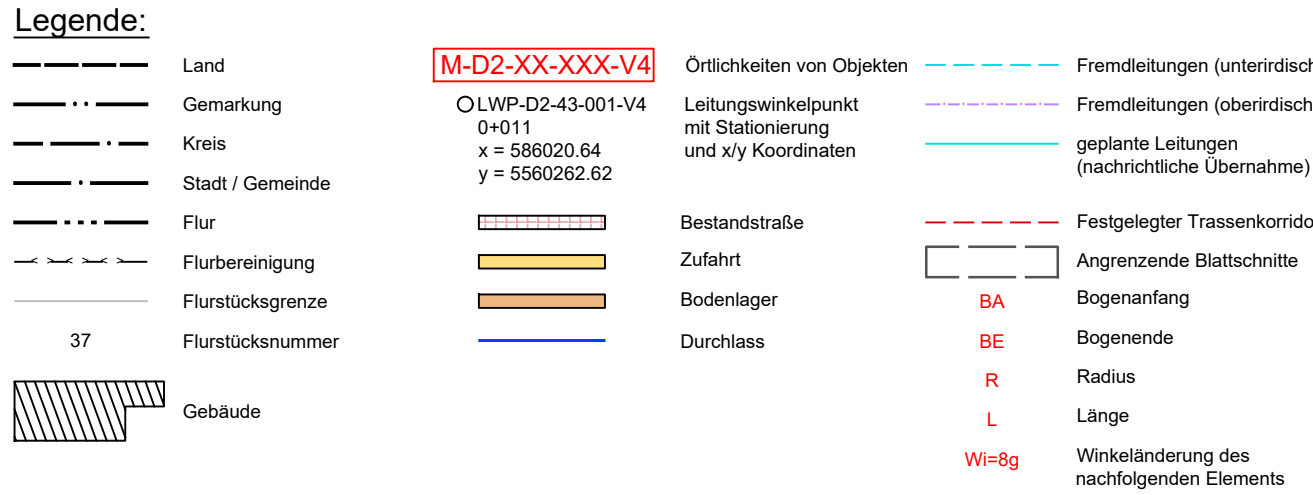 Legende:
Land
Gemarkung
Kreis
Stadt / Gemeinde
Flur
Flurbereinigung
Flurstücksgrenze
37 Flurstücksnummer
Gebäude
M-D2-XX-XXX-V4 Örtlichkeiten von Objekten
LWP-D2-43-001-V4 Leitungswinkelpunkt
0+011 mit Stationierung
x = 586020.64 und x/y Koordinaten
y = 5560262.62
Bestandstraße
Zufahrt
Bodenlager
Durchlass
Fremdleitungen (unterirdisch
Fremdleitungen (oberirdisch
geplante Leitungen
(nachrichtliche Übernahme)
Festgelegter Trassenkorrido
Angrenzende Blattschnitte
BA Bogenanfang
BE Bogenende
R Radius
L Länge
Wi=8g Winkeländerung des
nachfolgenden Elements